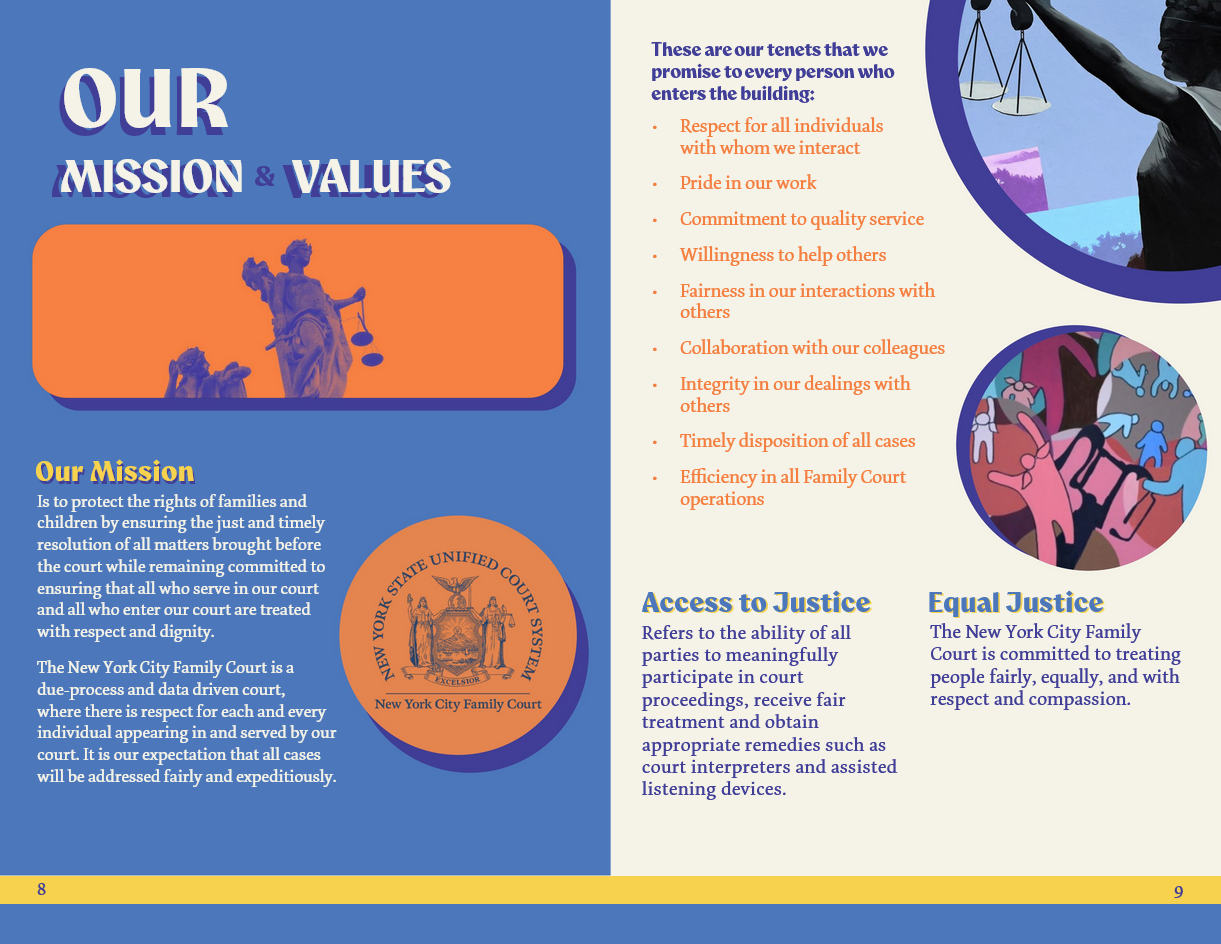 OUR
MISSION & VALUES
Our Mission
Is to protect the rights of families and
children by ensuring the just and timely
resolution of all matters brought before
the court while remaining committed to
ensuring that all who serve in our court
and all who enter our court are treated
with respect and dignity.
The New York City Family Court is a
due-process and data driven court,
where there is respect for each and every
individual appearing in and served by our
court. It is our expectation that all cases
will be addressed fairly and expeditiously.
NEW YORK STATE UNIFIED COURT SYSTEM
EXCELSIOR
New York City Family Court
8
These are our tenets that we
promise to every person who
enters the building:
• Respect for all individuals
with whom we interact
• Pride in our work
• Commitment to quality service
• Willingness to help others
• Fairness in our interactions with
others
• Collaboration with our colleagues
• Integrity in our dealings with
others
• Timely disposition of all cases
• Efficiency in all Family Court
operations
Access to Justice
Refers to the ability of all
parties to meaningfully
participate in court
proceedings, receive fair
treatment and obtain
appropriate remedies such as
court interpreters and assisted
listening devices.
Equal Justice
The New York City Family
Court is committed to treating
people fairly, equally, and with
respect and compassion.
9